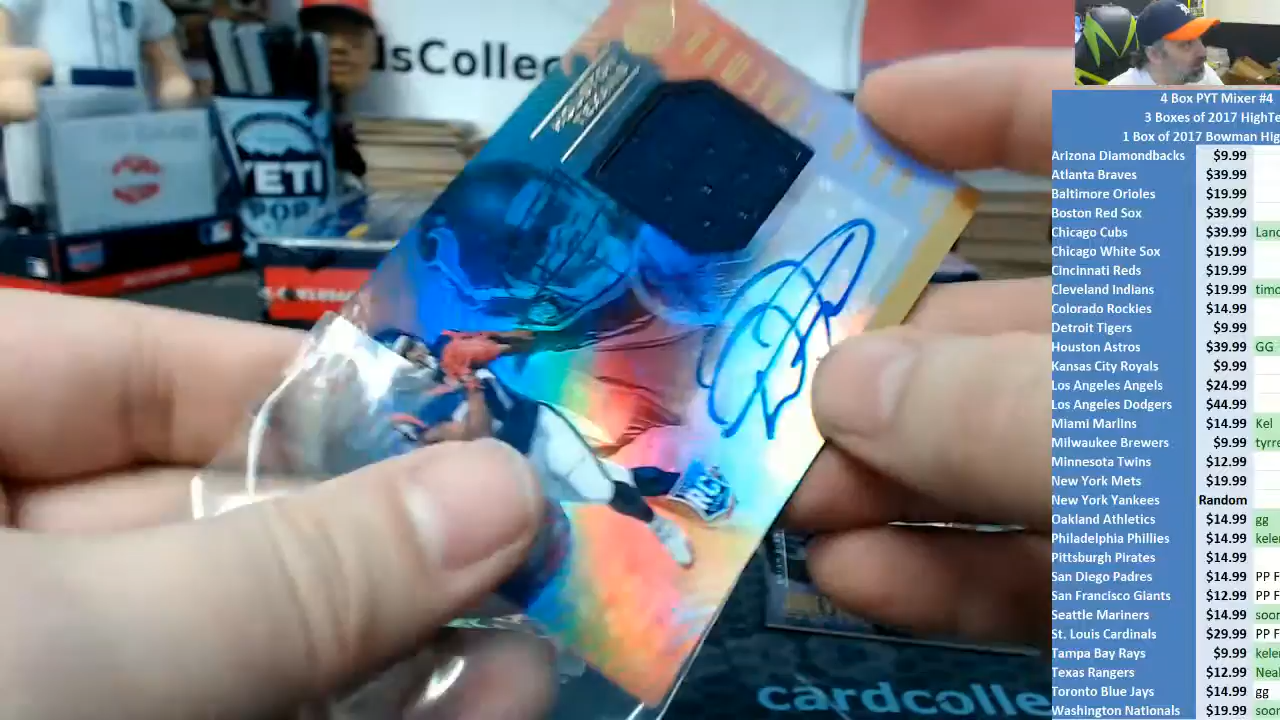 dsCollec
YETI
POP
4 Box PYT Mixer #4
3 Boxes of 2017 HighTe
1 Box of 2017 Bowman Hig
Arizona Diamondbacks $9.99
Atlanta Braves $39.99
Baltimore Orioles $19.99
Boston Red Sox $39.99
Chicago Cubs $39.99 Lanc
Chicago White Sox $19.99
Cincinnati Reds $19.99
Cleveland Indians $19.99 timo
Colorado Rockies $14.99
Detroit Tigers $9.99
Houston Astros $39.99 GG
Kansas City Royals $9.99
Los Angeles Angels $24.99
Los Angeles Dodgers $44.99
Miami Marlins $14.99 Kel
Milwaukee Brewers $9.99 tyrre
Minnesota Twins $12.99
New York Mets $19.99
New York Yankees Random
Oakland Athletics $14.99 gg
Philadelphia Phillies $14.99 keler
Pittsburgh Pirates $14.99
San Diego Padres $14.99 PP F
San Francisco Giants $12.99 PP F
Seattle Mariners $14.99 soor
St. Louis Cardinals $29.99 PP F
Tampa Bay Rays $9.99 keler
Texas Rangers $12.99 Neal
Toronto Blue Jays $14.99 gg
Washington Nationals $19.99 soor
RC
cardcolle